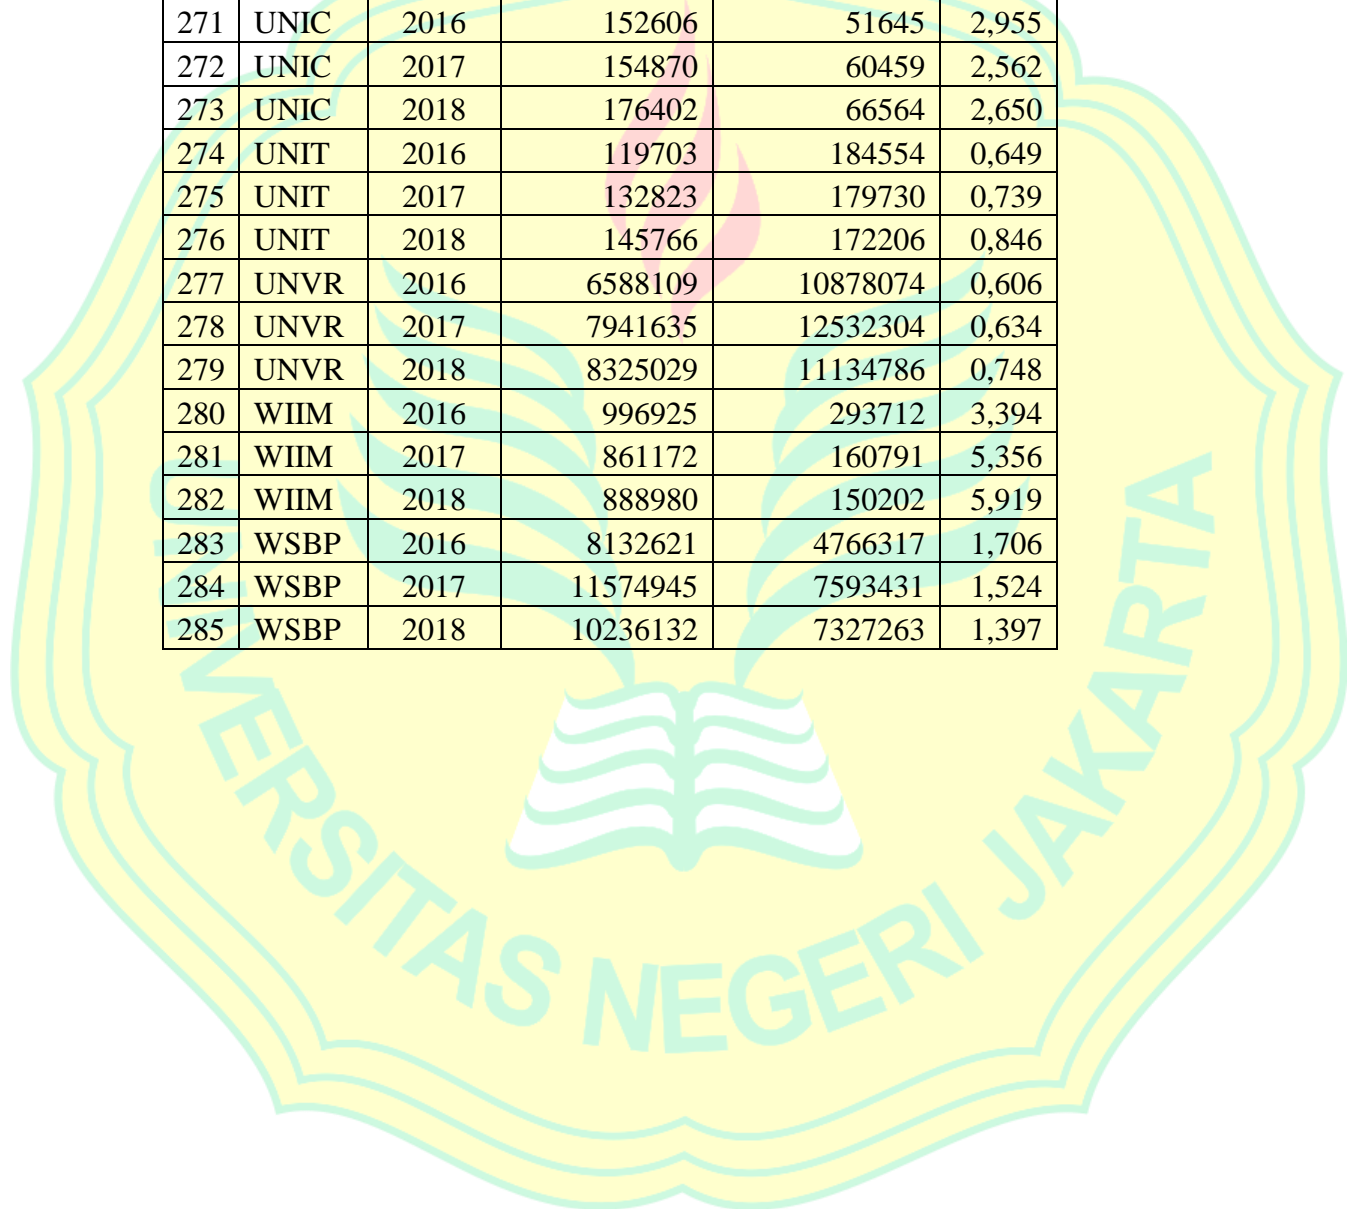 271 UNIC 2016 152606 51645 2,955
272 UNIC 2017 154870 60459 2,562
273 UNIC 2018 176402 66564 2,650
274 UNIT 2016 119703 184554 0,649
275 UNIT 2017 132823 179730 0,739
276 UNIT 2018 145766 172206 0,846
277 UNVR 2016 6588109 10878074 0,606
278 UNVR 2017 7941635 12532304 0,634
279 UNVR 2018 8325029 11134786 0,748
280 WIIM 2016 996925 293712 3,394
281 WIIM 2017 861172 160791 5,356
282 WIIM 2018 888980 150202 5,919
283 WSBP 2016 8132621 4766317 1,706
284 WSBP 2017 11574945 7593431 1,524
285 WSBP 2018 10236132 7327263 1,397
UNIVERSITAS NEGERI JAKARTA